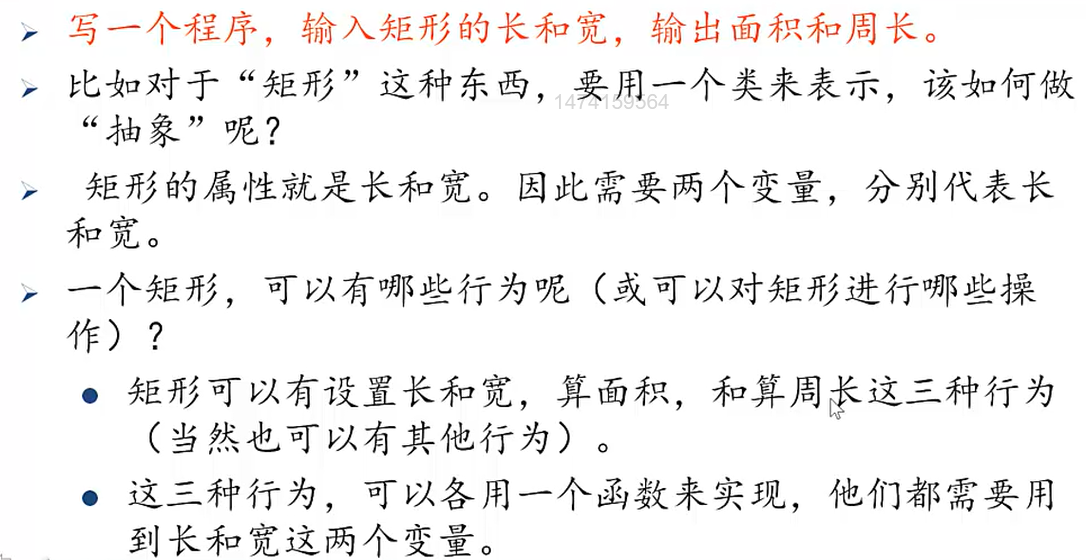 写一个程序，输入矩形的长和宽，输出面积和周长。
比如对于“矩形”这种东西，要用一个类来表示，该如何做
“抽象”呢？
1474159564
矩形的属性就是长和宽。因此需要两个变量，分别代表长
和宽。
一个矩形，可以有哪些行为呢（或可以对矩形进行哪些操
作）？
矩形可以有设置长和宽，算面积，和算周长这三种行为
（当然也可以有其他行为）。
这三种行为，可以各用一个函数来实现，他们都需要用
到长和宽这两个变量。